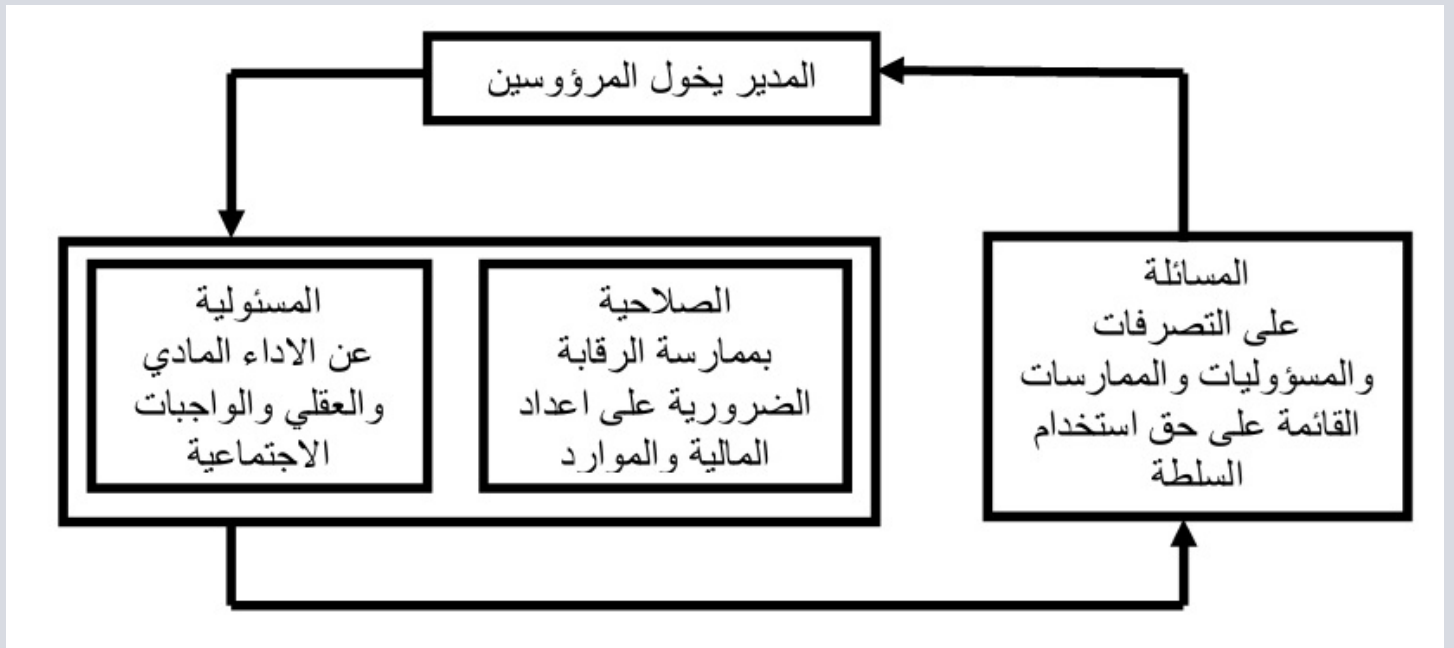 المدير يخول المرؤوسين
المسائلة
على التصرفات
والمسؤوليات والممارسات
القائمة على حق استخدام
السلطة
الصلاحية
بممارسة الرقابة
الضرورية على اعداد
المالية والموارد
المسئولية
عن الاداء المادي
والعقلي والواجبات
الاجتماعية